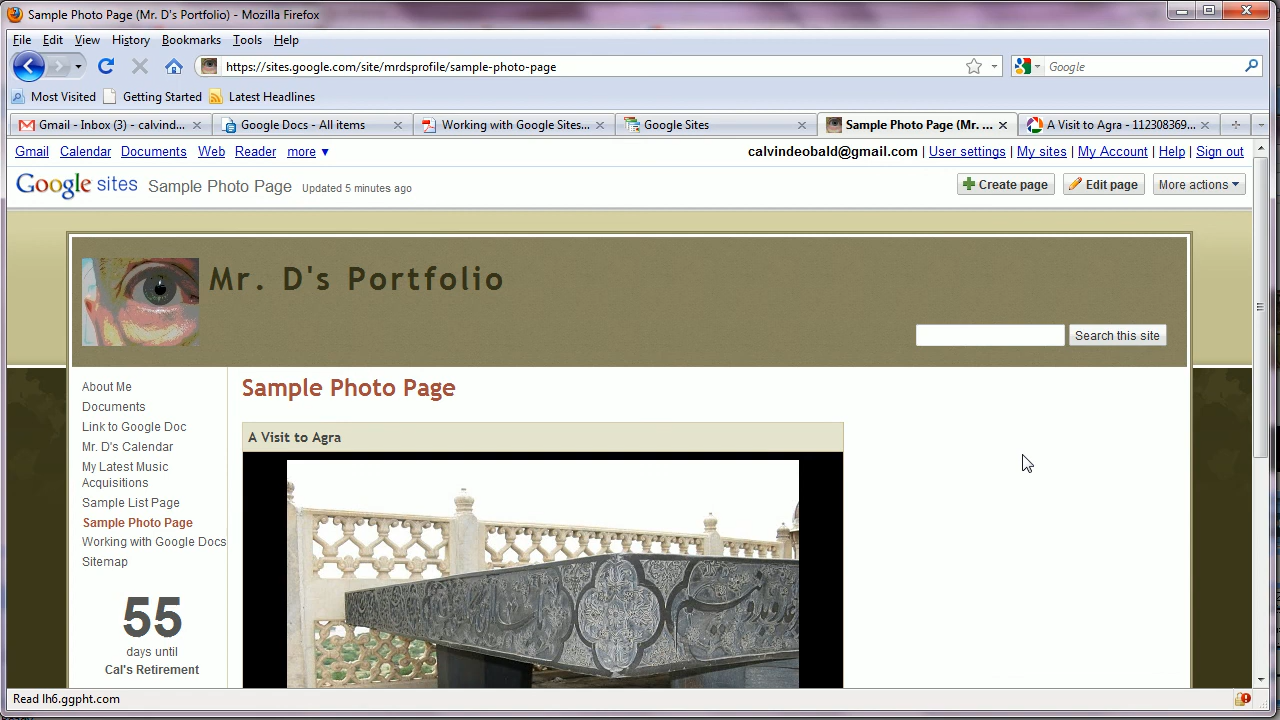 Sample Photo Page (Mr. D's Portfolio) - Mozilla Firefox
File Edit View History Bookmarks Tools Help
https://sites.google.com/site/mrdsprofile/sample-photo-page Google
Most Visited Getting Started Latest Headlines
Gmail - Inbox (3) - calvind... Google Docs - All items Working with Google Sites... Google Sites Sample Photo Page (Mr. ... A Visit to Agra - 112308369...
Gmail Calendar Documents Web Reader more ▼ calvindeobald@gmail.com | User settings | My sites | My Account | Help | Sign out
Google sites Sample Photo Page Updated 5 minutes ago Create page Edit page More actions ▼
Mr. D's Portfolio
Search this site
About Me
Documents
Link to Google Doc
Mr. D's Calendar
My Latest Music
Acquisitions
Sample List Page
Sample Photo Page
Working with Google Docs
Sitemap
55
days until
Cal's Retirement
Sample Photo Page
A Visit to Agra
Read lh6.ggpht.com